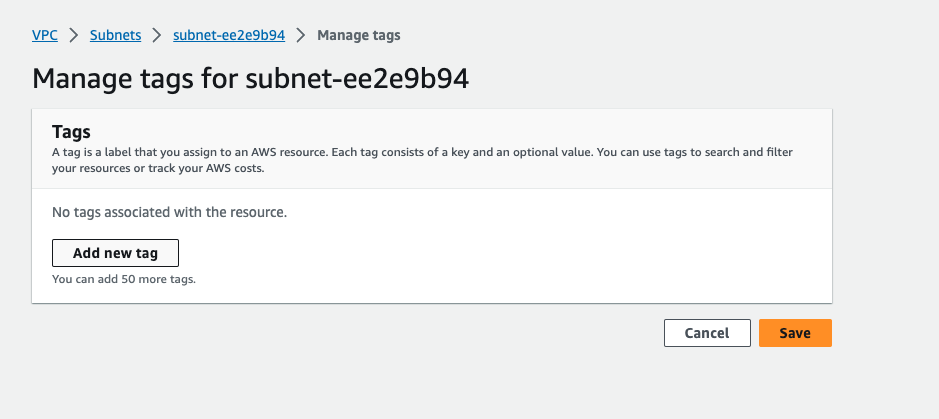 VPC > Subnets > subnet-ee2e9b94 > Manage tags
Manage tags for subnet-ee2e9b94
Tags
A tag is a label that you assign to an AWS resource. Each tag consists of a key and an optional value. You can use tags to search and filter
your resources or track your AWS costs.
No tags associated with the resource.
Add new tag
You can add 50 more tags.
Cancel Save